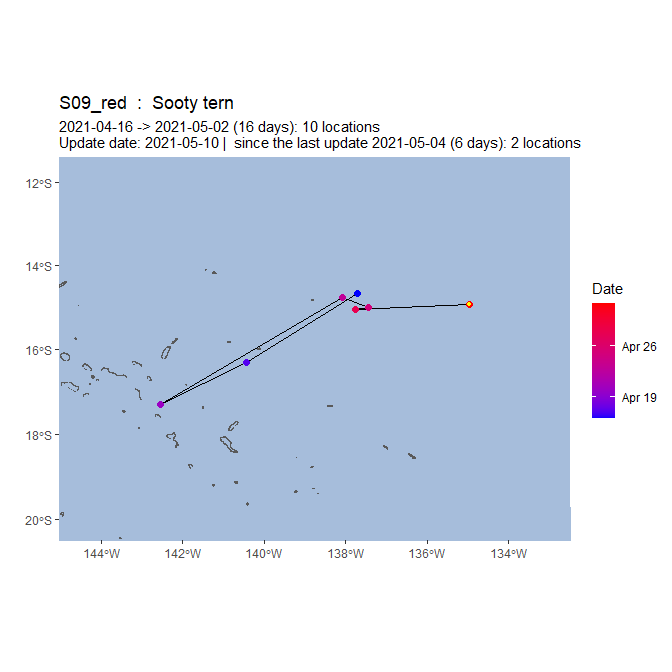 S09_red  :  Sooty tern
2021-04-16 -> 2021-05-02 (16 days): 10 locations
Update date: 2021-05-10 |  since the last update 2021-05-04 (6 days): 2 locations
12°S
14°S
16°S
18°S
20°S
144°W
142°W
140°W
138°W
136°W
134°W
Date
Apr 26
Apr 19